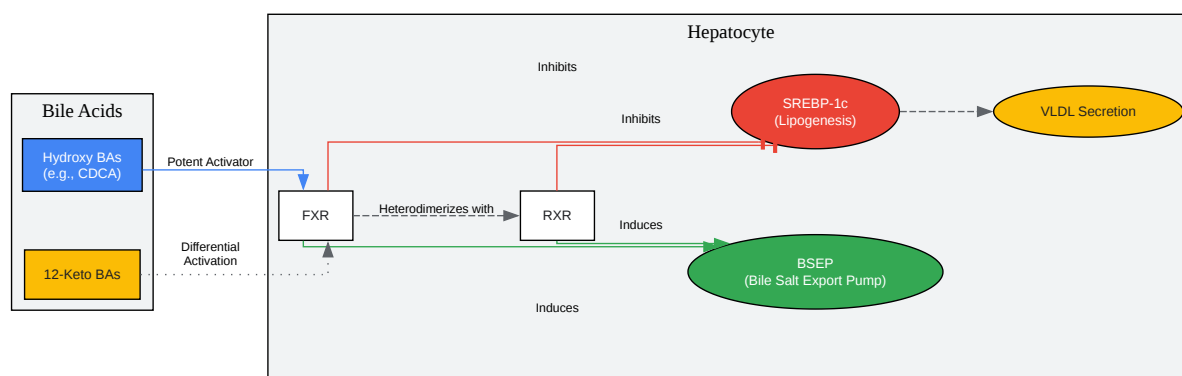 Hepatocyte
Bile Acids
Hydroxy BAs
(e.g., CDCA)
Potent Activator
12-Keto BAs
Differential
Activation
FXR
Heterodimerizes with
RXR
Inhibits
Inhibits
SREBP-1c
(Lipogenesis)
VLDL Secretion
Induces
BSEP
(Bile Salt Export Pump)
Induces